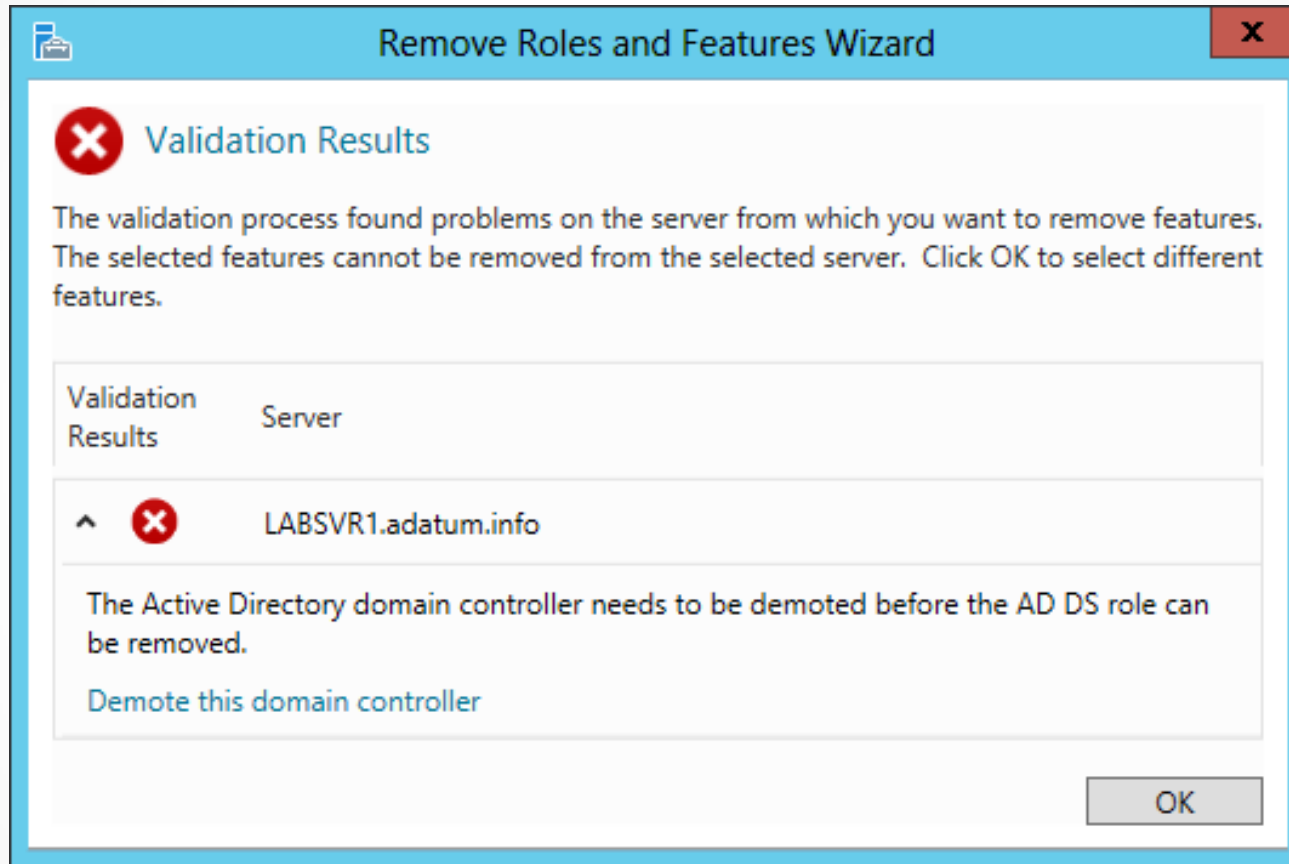 Remove Roles and Features Wizard
x
Validation Results
The validation process found problems on the server from which you want to remove features.
The selected features cannot be removed from the selected server.  Click OK to select different
features.
Validation
Results
Server
LABSVR1.adatum.info
The Active Directory domain controller needs to be demoted before the AD DS role can
be removed.
Demote this domain controller
OK